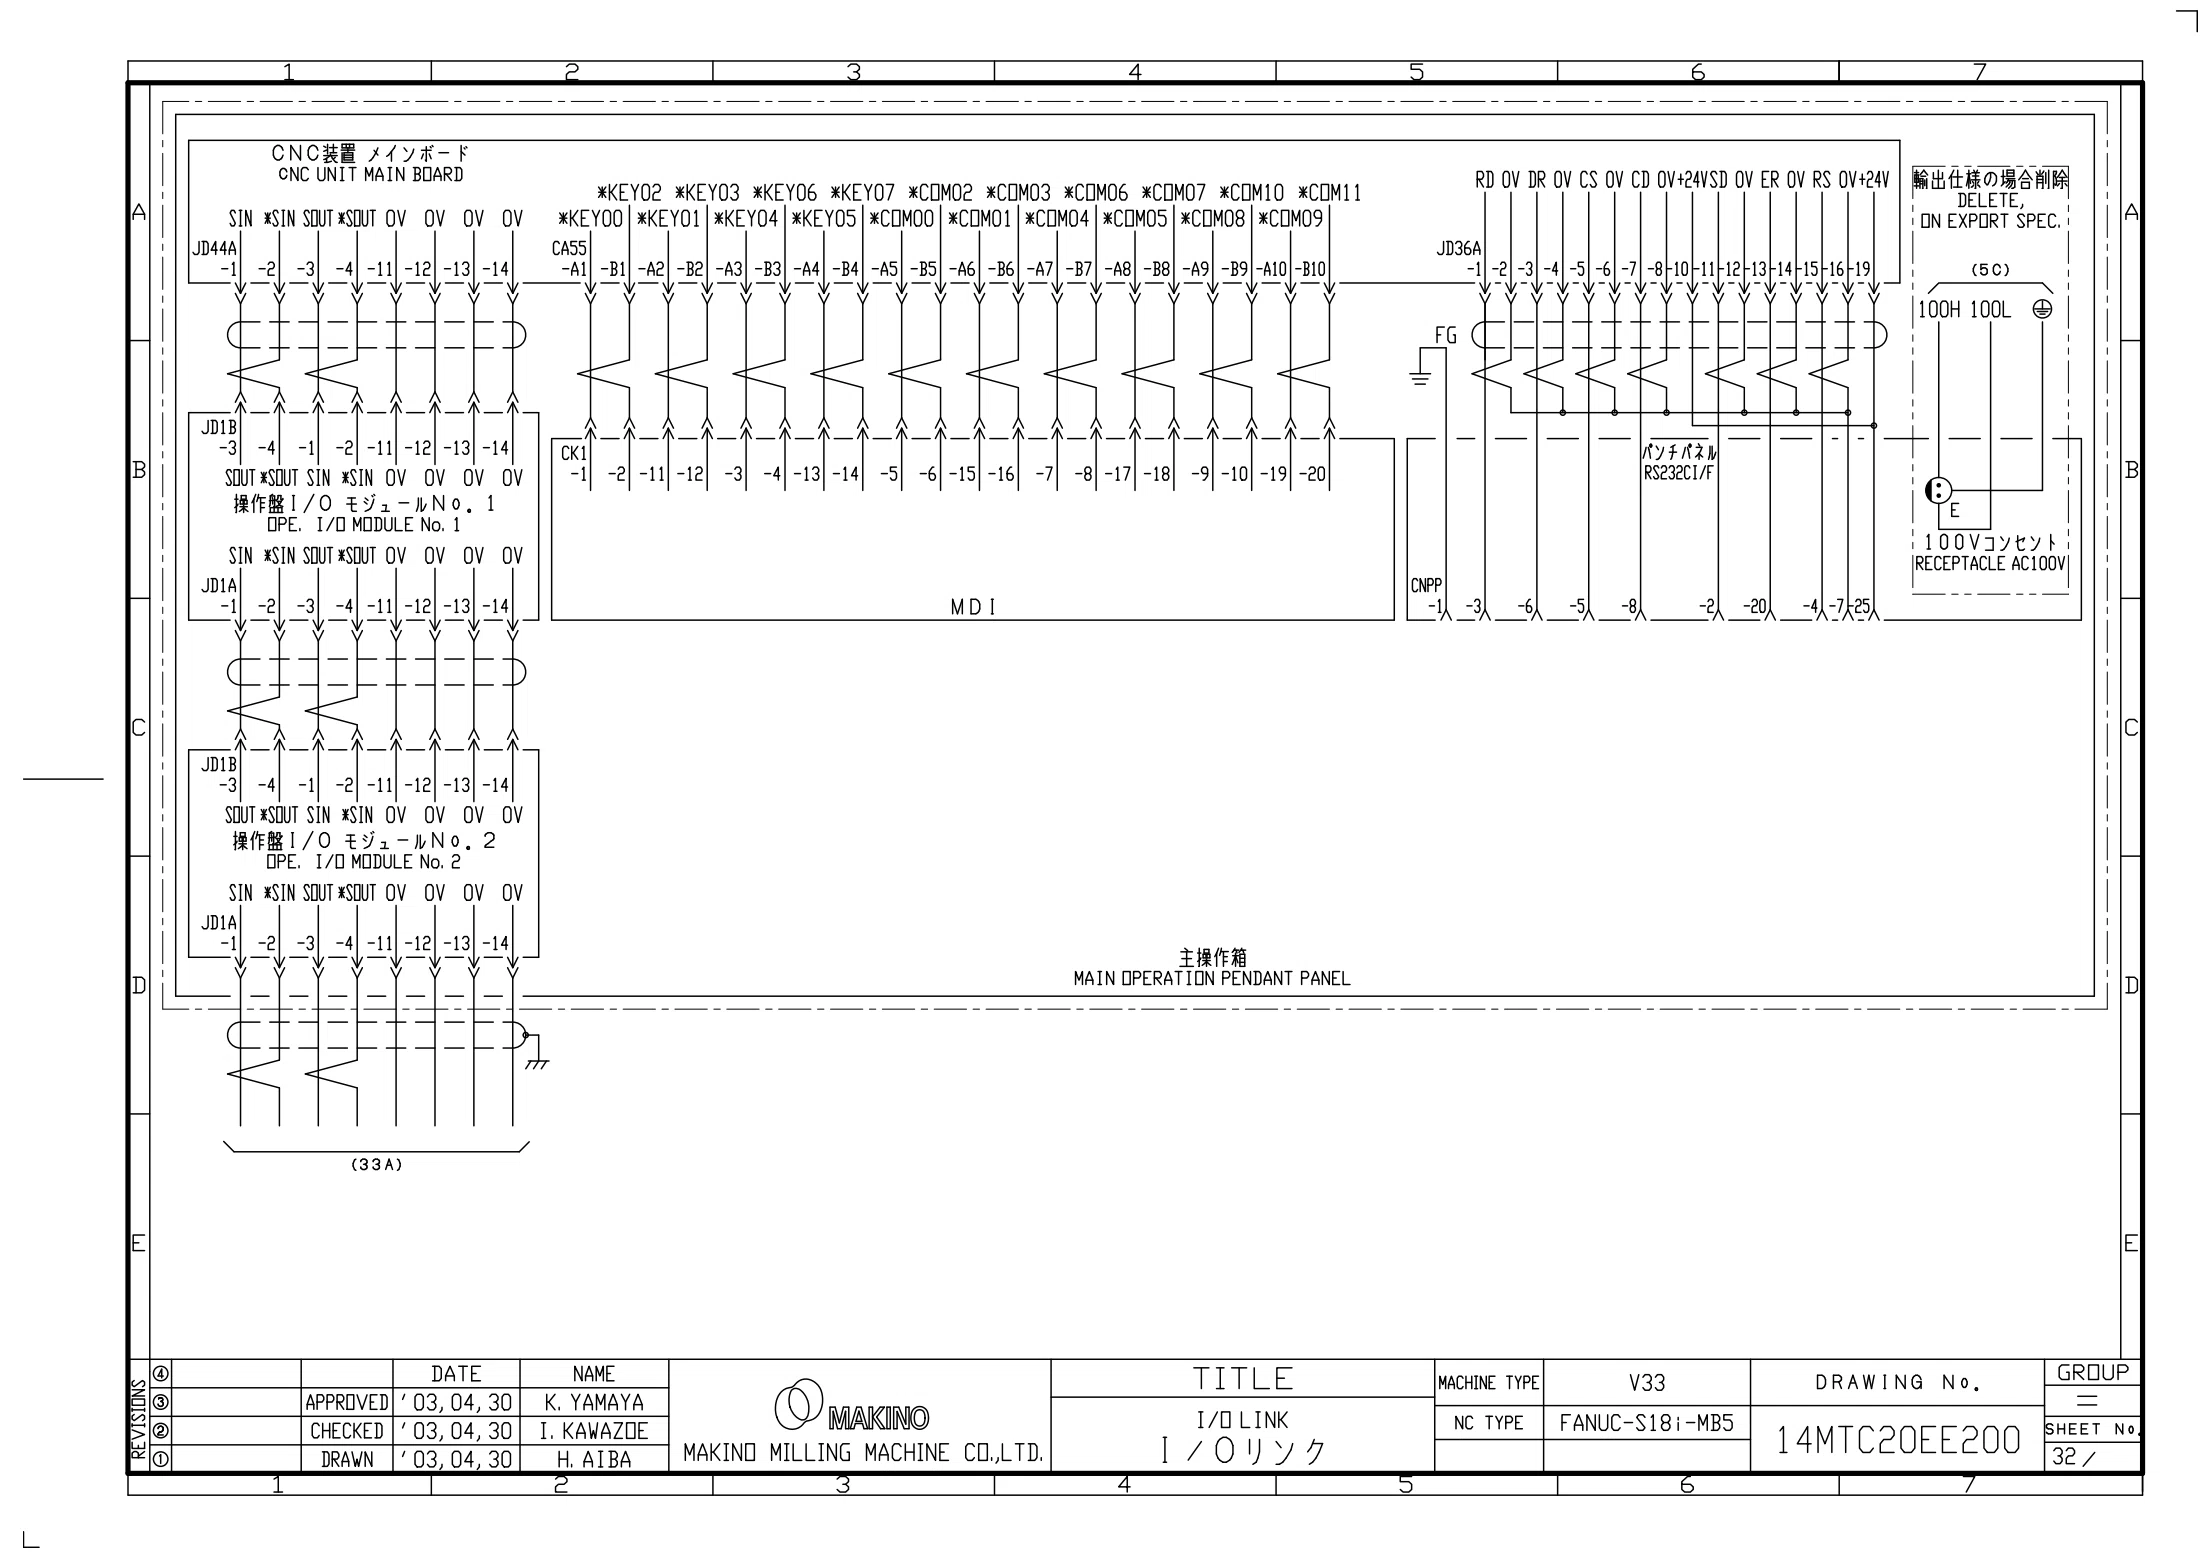 1 2 3 4 5 6 7
A
B
C
D
E
A
B
C
D
E
CNC装置 メインボード
CNC UNIT MAIN BOARD
SIN *SIN SOUT *SOUT 0V 0V 0V 0V
JD44A
-1 -2 -3 -4 -11 -12 -13 -14
*KEY02 *KEY03 *KEY06 *KEY07 *COM02 *COM03 *COM06 *COM07 *COM10 *COM11
*KEY00 *KEY01 *KEY04 *KEY05 *COM00 *COM01 *COM04 *COM05 *COM08 *COM09
CA55
-A1 -B1 -A2 -B2 -A3 -B3 -A4 -B4 -A5 -B5 -A6 -B6 -A7 -B7 -A8 -B8 -A9 -B9 -A10 -B10
RD 0V DR 0V CS 0V CD 0V +24V SD 0V ER 0V RS 0V +24V
JD36A
-1 -2 -3 -4 -5 -6 -7 -8 -10 -11 -12 -13 -14 -15 -16 -19
輸出仕様の場合削除
DELETE,
ON EXPORT SPEC.
(5C)
100H 100L
FG
JD1B
-3 -4 -1 -2 -11 -12 -13 -14
SOUT *SOUT SIN *SIN 0V 0V 0V 0V
操作盤I/O モジュールNo. 1
OPE. I/O MODULE No. 1
SIN *SIN SOUT *SOUT 0V 0V 0V 0V
JD1A
-1 -2 -3 -4 -11 -12 -13 -14
CK1
-1 -2 -11 -12 -3 -4 -13 -14 -5 -6 -15 -16 -7 -8 -17 -18 -9 -10 -19 -20
MDI
パンチパネル
RS232CI/F
CNPP
-1 -3 -6 -5 -8 -2 -20 -4 -7 -25
E
100Vコンセント
RECEPTACLE AC100V
JD1B
-3 -4 -1 -2 -11 -12 -13 -14
SOUT *SOUT SIN *SIN 0V 0V 0V 0V
操作盤I/O モジュールNo. 2
OPE. I/O MODULE No. 2
SIN *SIN SOUT *SOUT 0V 0V 0V 0V
JD1A
-1 -2 -3 -4 -11 -12 -13 -14
主操作箱
MAIN OPERATION PENDANT PANEL
(33A)
REVISIONS
④ DATE NAME
③ APPROVED '03,04,30 K. YAMAYA
② CHECKED '03,04,30 I. KAWAZOE
① DRAWN '03,04,30 H. AIBA
MAKINO
MAKINO MILLING MACHINE CO.,LTD.
TITLE
I/O LINK
I/Oリンク
MACHINE TYPE V33
NC TYPE FANUC-S18i-MB5
DRAWING No.
14MTC20EE200
GROUP
=
SHEET No.
32/
1 2 3 4 5 6 7